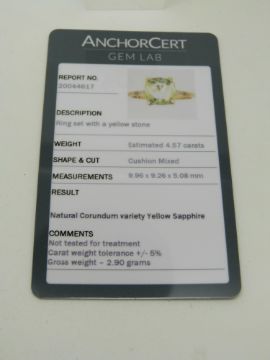 ANCHORCERT
GEM LAB
REPORT NO.
20044617
DESCRIPTION
Ring set with a yellow stone
WEIGHT Estimated 4.57 carats
SHAPE & CUT Cushion Mixed
MEASUREMENTS 9.96 x 9.26 x 5.08 mm
RESULT
Natural Corundum variety Yellow Sapphire
COMMENTS
Not tested for treatment
Carat weight tolerance +/- 5%
Gross weight - 2.90 grams